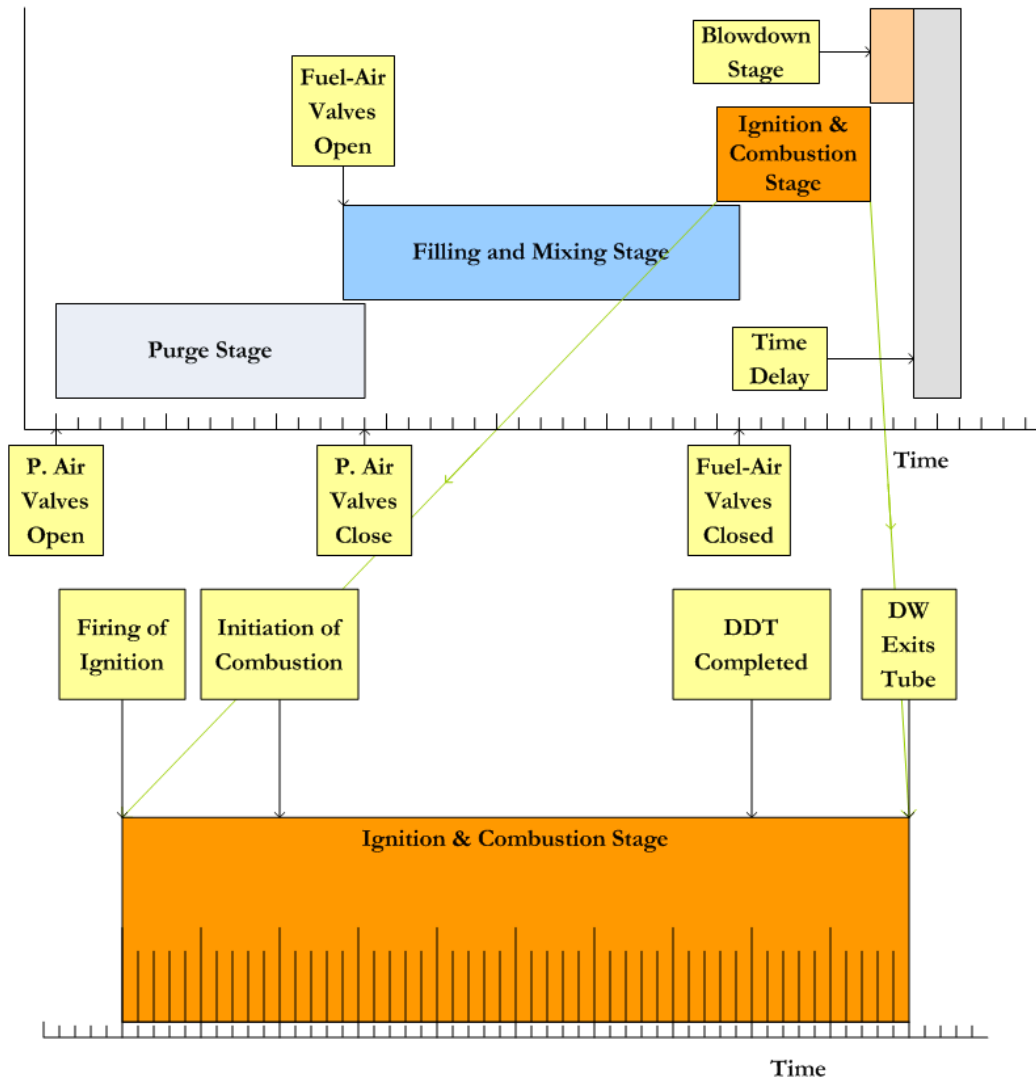 Blowdown
Stage
Fuel-Air
Valves
Open
Ignition &
Combustion
Stage
Filling and Mixing Stage
Purge Stage
Time
Delay
Time
P. Air
Valves
Open
P. Air
Valves
Close
Fuel-Air
Valves
Closed
Firing of
Ignition
Initiation of
Combustion
DDT
Completed
DW
Exits
Tube
Ignition & Combustion Stage
Time